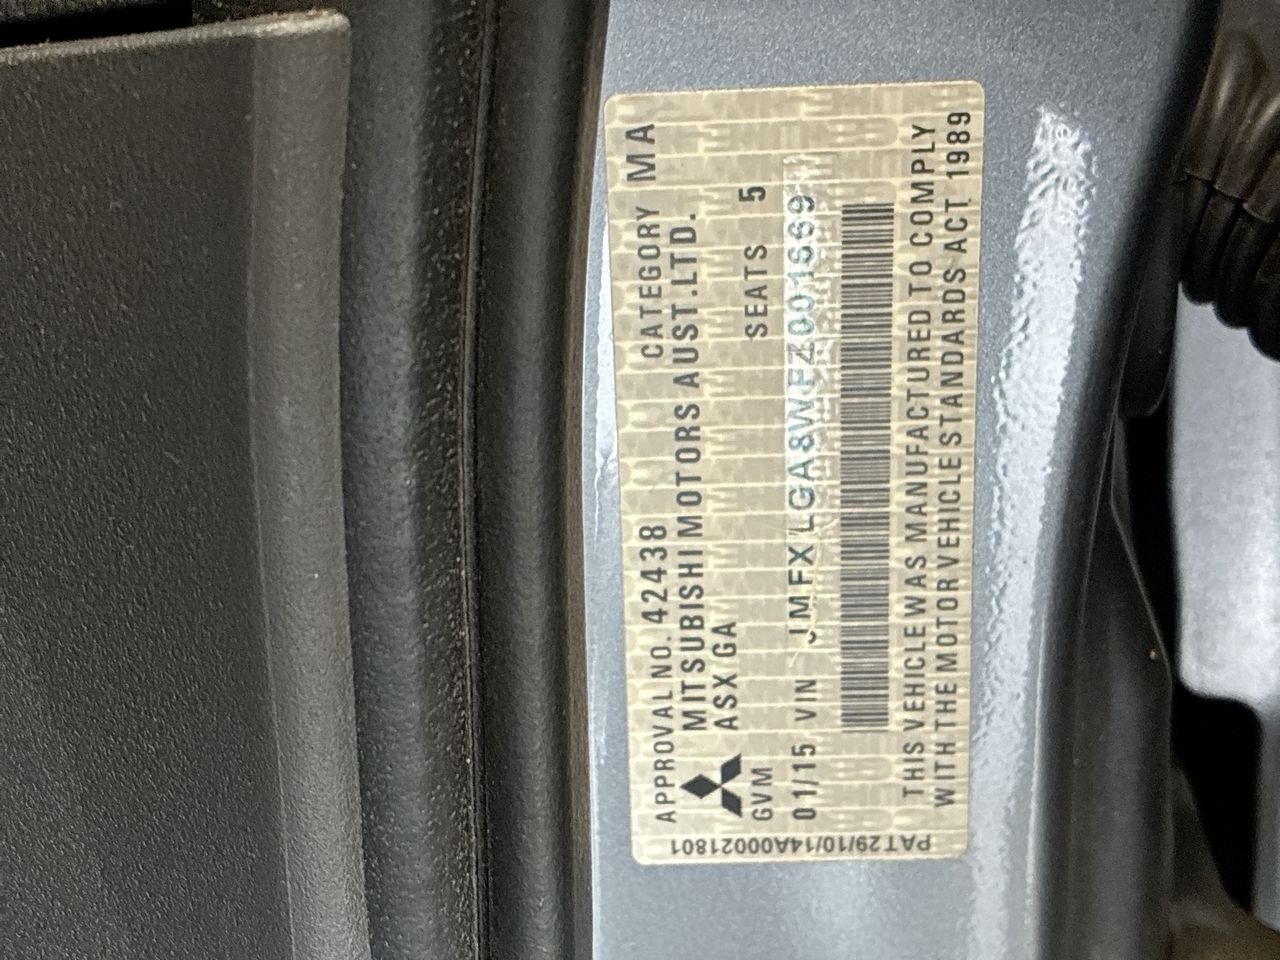 APPROVAL NO. 42438 CATEGORY MA
MITSUBISHI MOTORS AUST.LTD.
ASX GA
GVM SEATS 5
01/15 VIN JMFXLGA8WFZ001669
THIS VEHICLE WAS MANUFACTURED TO COMPLY
WITH THE MOTOR VEHICLE STANDARDS ACT 1989
PAT29/10/14A00021801